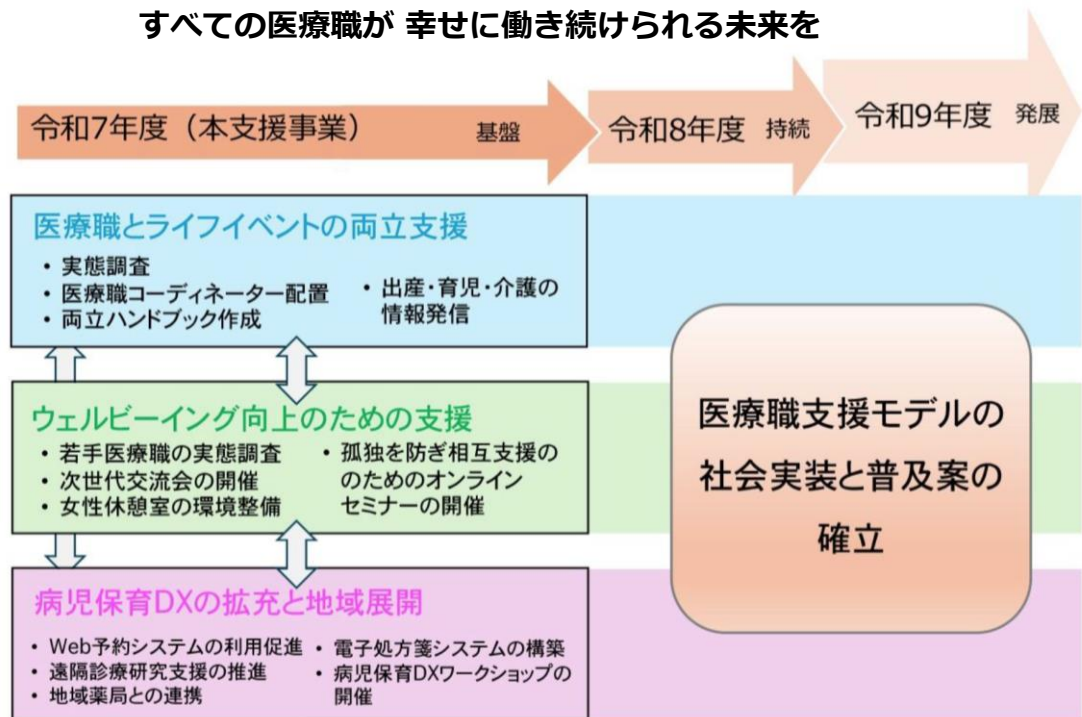 すべての医療職が 幸せに働き続けられる未来を
令和7年度（本支援事業） 基盤
令和8年度 持続
令和9年度 発展
医療職とライフイベントの両立支援
・実態調査
・医療職コーディネーター配置
・両立ハンドブック作成
・出産・育児・介護の
情報発信
ウェルビーイング向上のための支援
・若手医療職の実態調査
・次世代交流会の開催
・女性休憩室の環境整備
・孤独を防ぎ相互支援の
のためのオンライン
セミナーの開催
病児保育DXの拡充と地域展開
・Web予約システムの利用促進
・遠隔診療研究支援の推進
・地域薬局との連携
・電子処方箋システムの構築
・病児保育DXワークショップの
開催
医療職支援モデルの
社会実装と普及案の
確立